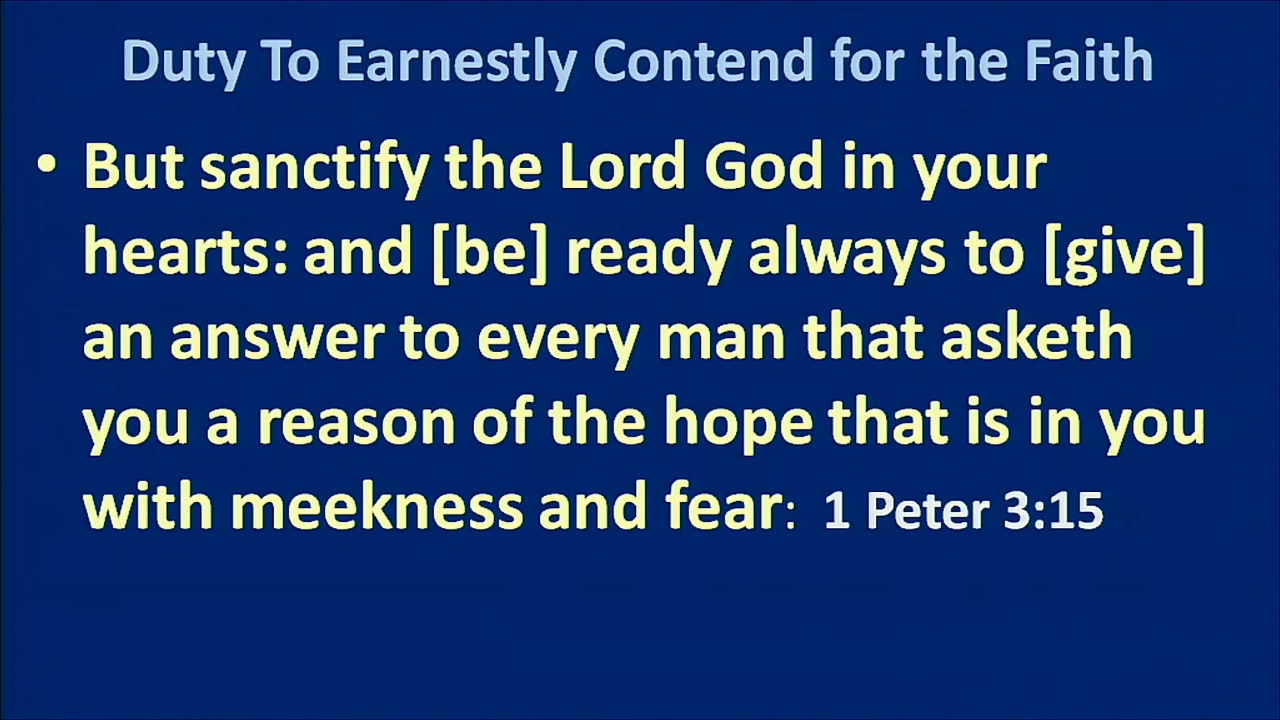 Duty To Earnestly Contend for the Faith
• But sanctify the Lord God in your
hearts: and [be] ready always to [give]
an answer to every man that asketh
you a reason of the hope that is in you
with meekness and fear:  1 Peter 3:15